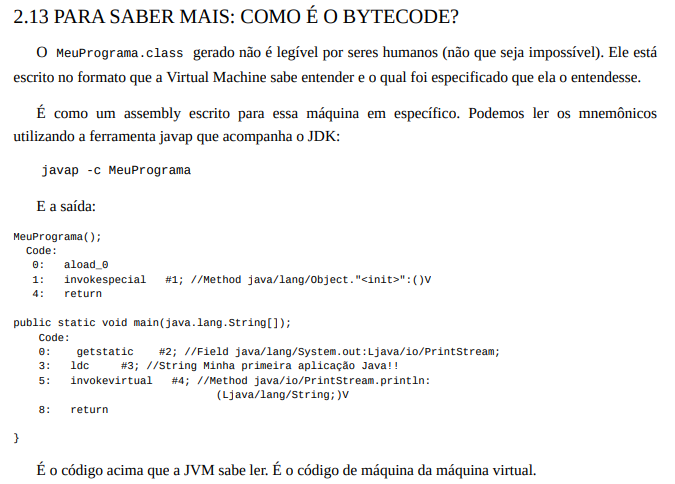 2.13 PARA SABER MAIS: COMO É O BYTECODE?
O MeuPrograma.class gerado não é legível por seres humanos (não que seja impossível). Ele está
escrito no formato que a Virtual Machine sabe entender e o qual foi especificado que ela o entendesse.
É como um assembly escrito para essa máquina em específico. Podemos ler os mnemônicos
utilizando a ferramenta javap que acompanha o JDK:
javap -c MeuPrograma
E a saída:
MeuPrograma();
Code:
0: aload_0
1: invokespecial #1; //Method java/lang/Object."<init>":()V
4: return
public static void main(java.lang.String[]);
Code:
0: getstatic #2; //Field java/lang/System.out:Ljava/io/PrintStream;
3: ldc #3; //String Minha primeira aplicação Java!!
5: invokevirtual #4; //Method java/io/PrintStream.println:
(Ljava/lang/String;)V
8: return
}
É o código acima que a JVM sabe ler. É o código de máquina da máquina virtual.